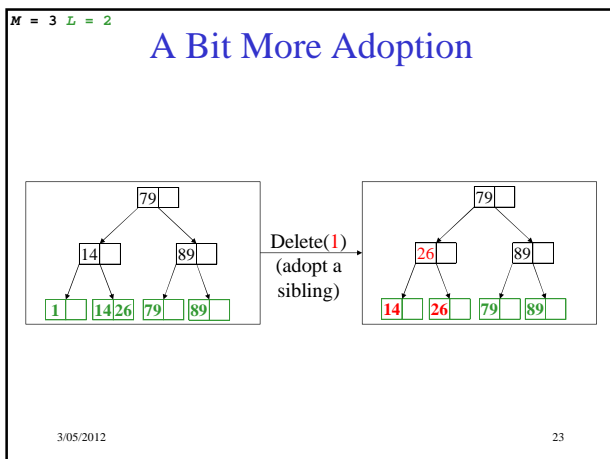 M = 3 L = 2
A Bit More Adoption
79
14 89
1 14 26 79 89
Delete(1)
(adopt a
sibling)
79
26 89
14 26 79 89
3/05/2012
23